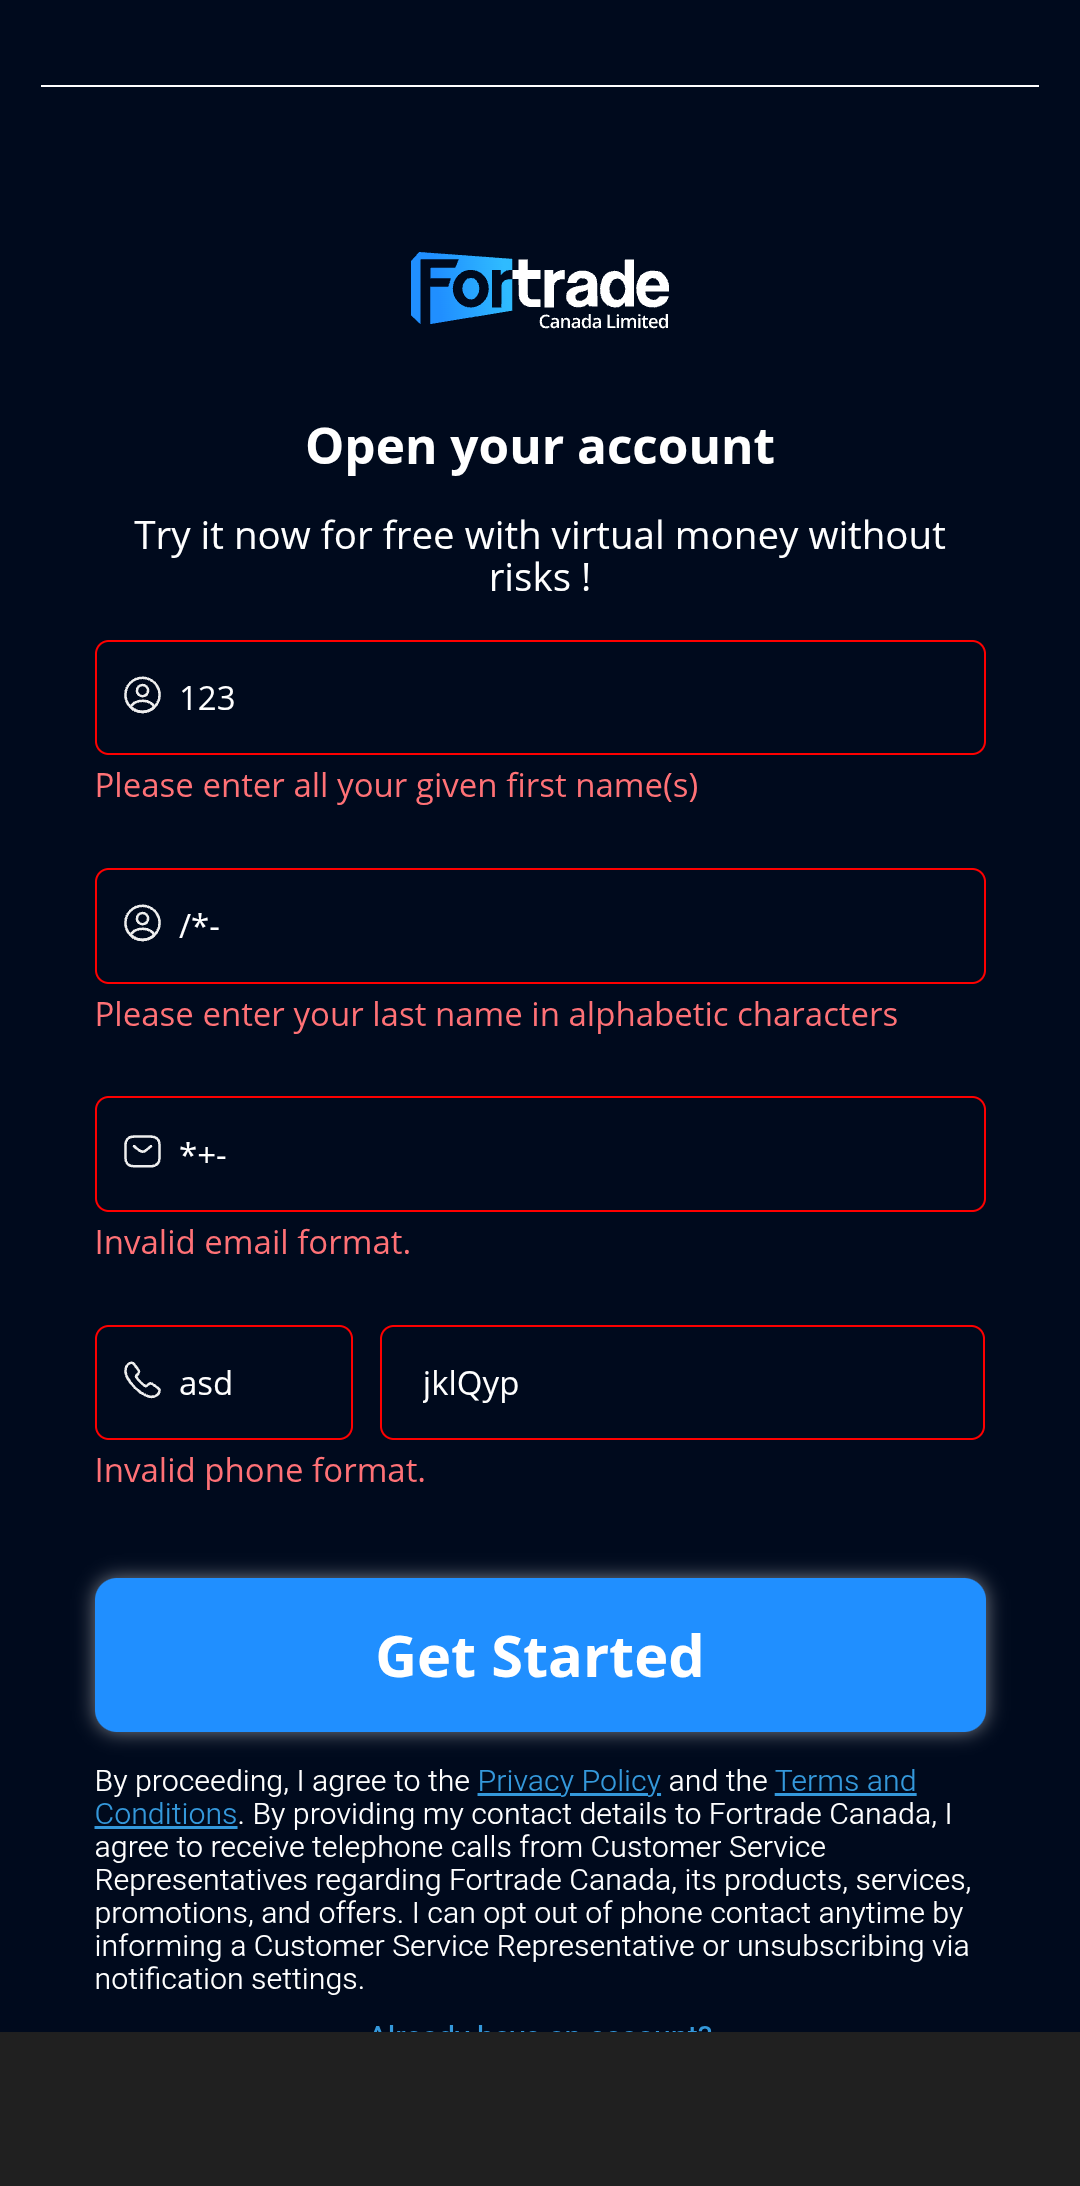 Fortrade
Canada Limited
Open your account
Try it now for free with virtual money without
risks !
123
Please enter all your given first name(s)
/*-
Please enter your last name in alphabetic characters
*+-
Invalid email format.
asd jklQyp
Invalid phone format.
Get Started
By proceeding, I agree to the Privacy Policy and the Terms and
Conditions. By providing my contact details to Fortrade Canada, I
agree to receive telephone calls from Customer Service
Representatives regarding Fortrade Canada, its products, services,
promotions, and offers. I can opt out of phone contact anytime by
informing a Customer Service Representative or unsubscribing via
notification settings.
Already have an account?